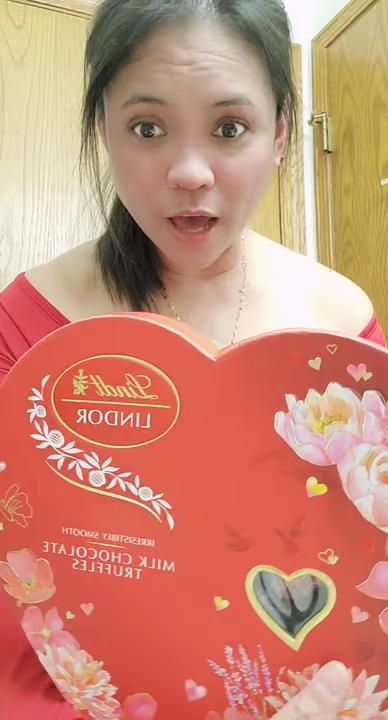 Lindt
LINDOR
IRRESISTIBLY SMOOTH
MILK CHOCOLATE
TRUFFLES